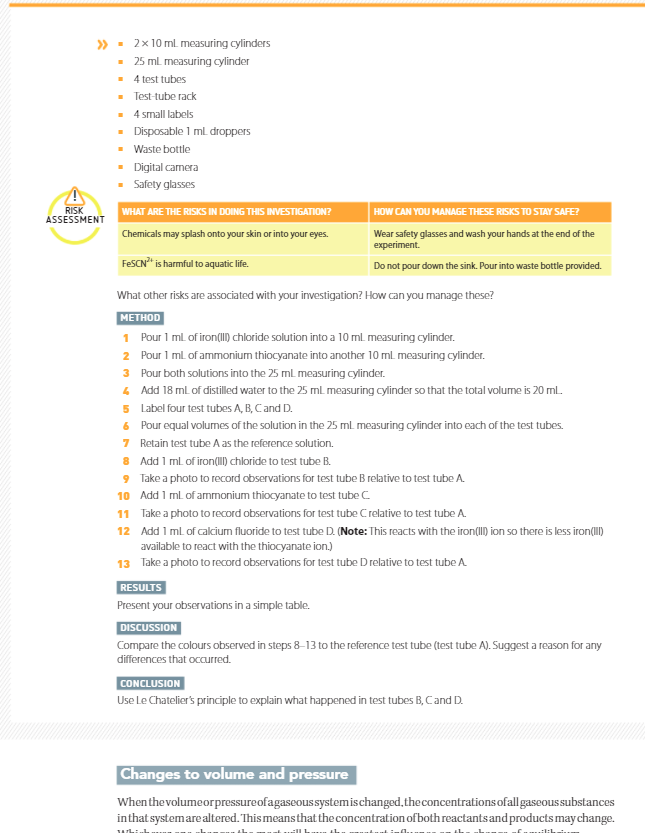 » ▪ 2 × 10 mL measuring cylinders
▪ 25 mL measuring cylinder
▪ 4 test tubes
▪ Test-tube rack
▪ 4 small labels
▪ Disposable 1 mL droppers
▪ Waste bottle
▪ Digital camera
▪ Safety glasses
! RISK ASSESSMENT
WHAT ARE THE RISKS IN DOING THIS INVESTIGATION? HOW CAN YOU MANAGE THESE RISKS TO STAY SAFE?
Chemicals may splash onto your skin or into your eyes. Wear safety glasses and wash your hands at the end of the
experiment.
FeSCN²⁺ is harmful to aquatic life. Do not pour down the sink. Pour into waste bottle provided.
What other risks are associated with your investigation? How can you manage these?
METHOD
1 Pour 1 mL of iron(III) chloride solution into a 10 mL measuring cylinder.
2 Pour 1 mL of ammonium thiocyanate into another 10 mL measuring cylinder.
3 Pour both solutions into the 25 mL measuring cylinder.
4 Add 18 mL of distilled water to the 25 mL measuring cylinder so that the total volume is 20 mL.
5 Label four test tubes A, B, C and D.
6 Pour equal volumes of the solution in the 25 mL measuring cylinder into each of the test tubes.
7 Retain test tube A as the reference solution.
8 Add 1 mL of iron(III) chloride to test tube B.
9 Take a photo to record observations for test tube B relative to test tube A.
10 Add 1 mL of ammonium thiocyanate to test tube C.
11 Take a photo to record observations for test tube C relative to test tube A.
12 Add 1 mL of calcium fluoride to test tube D. (Note: This reacts with the iron(III) ion so there is less iron(III)
available to react with the thiocyanate ion.)
13 Take a photo to record observations for test tube D relative to test tube A.
RESULTS
Present your observations in a simple table.
DISCUSSION
Compare the colours observed in steps 8–13 to the reference test tube (test tube A). Suggest a reason for any
differences that occurred.
CONCLUSION
Use Le Chatelier's principle to explain what happened in test tubes B, C and D.
Changes to volume and pressure
When the volume or pressure of a gaseous system is changed, the concentrations of all gaseous substances
in that system are altered. This means that the concentration of both reactants and products may change.
Whichever one changes the most will have the greatest influence on the change of equilibrium